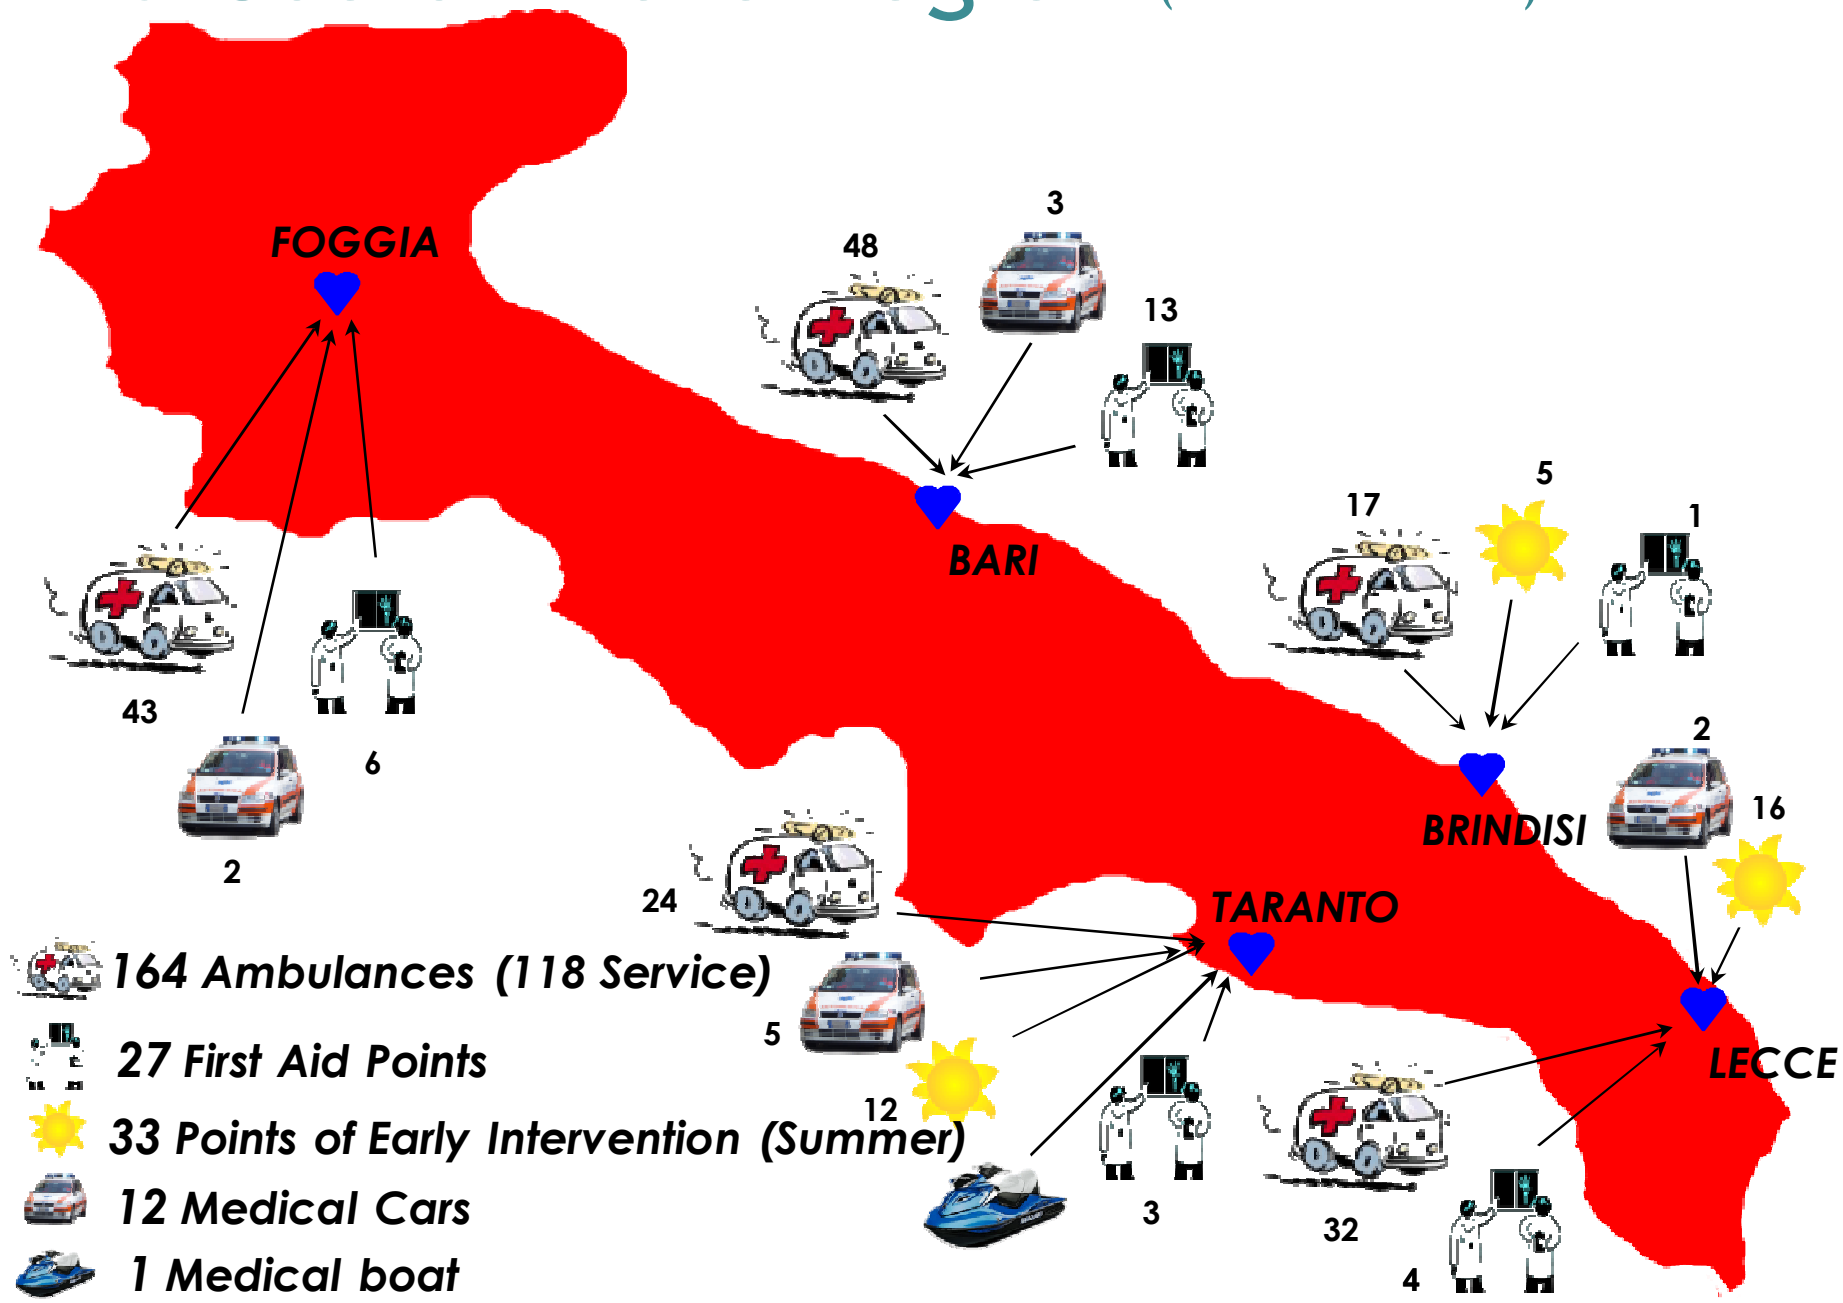 3
48
FOGGIA
13
5
17
1
BARI
43
2
6
16
BRINDISI
2
24
TARANTO
164 Ambulances (118 Service)
5
27 First Aid Points
LECCE
12
33 Points of Early Intervention (Summer)
12 Medical Cars
3
32
1 Medical boat
4